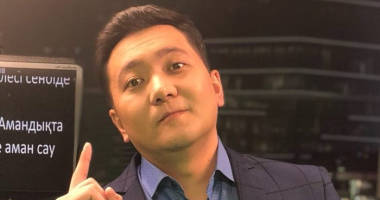 лесі сенбіде
Амандықта
е аман сау